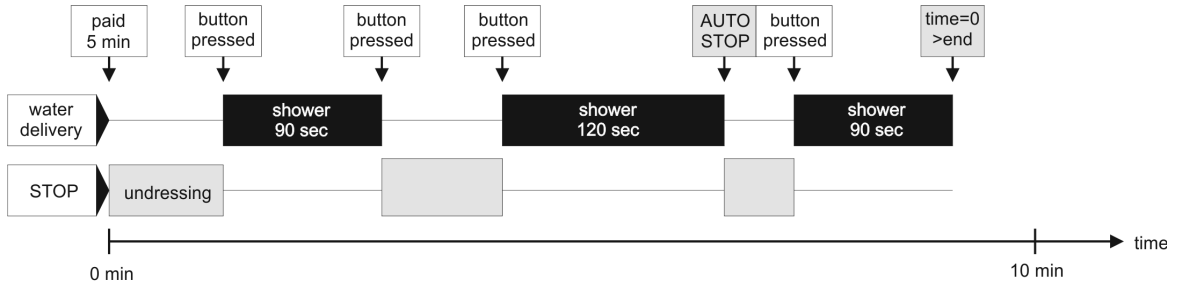 paid
5 min
button
pressed
button
pressed
button
pressed
AUTO
STOP
button
pressed
time=0
>end
water
delivery
shower
90 sec
shower
120 sec
shower
90 sec
STOP
undressing
time
0 min
10 min